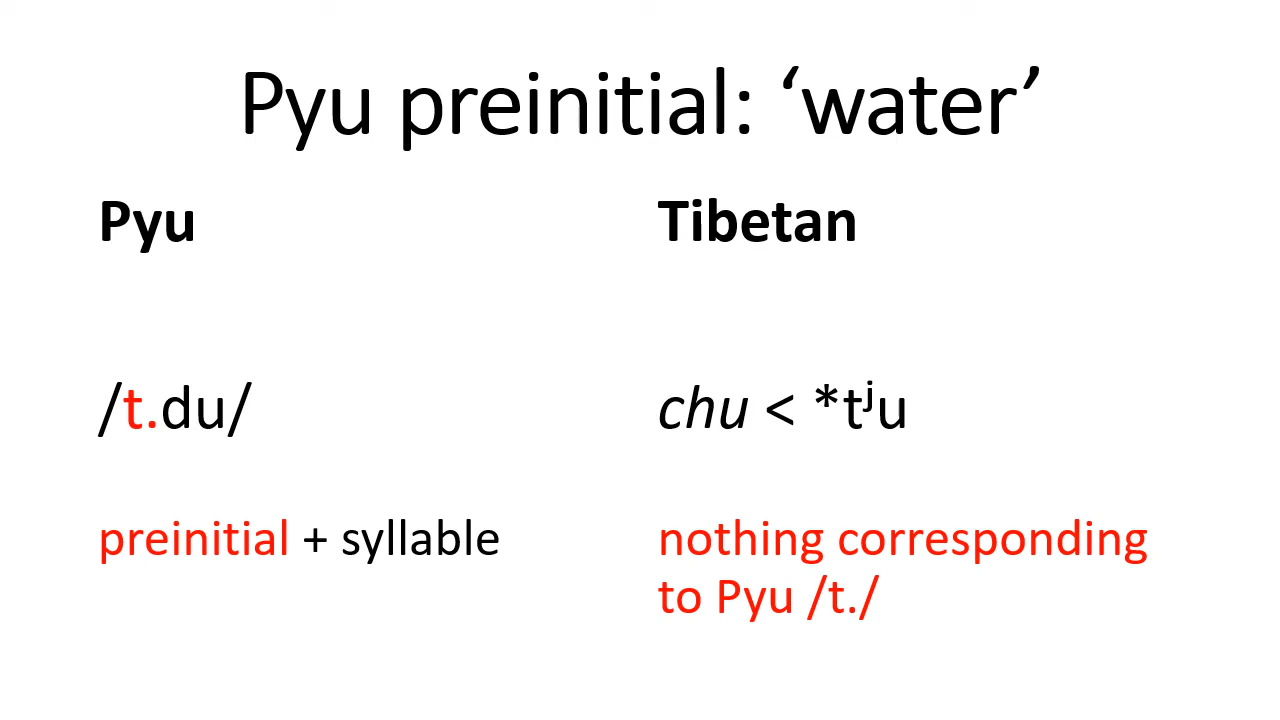 Pyu preinitial: ‘water’
Pyu
Tibetan
/t.du/
chu < *tʲu
preinitial + syllable
nothing corresponding
to Pyu /t./